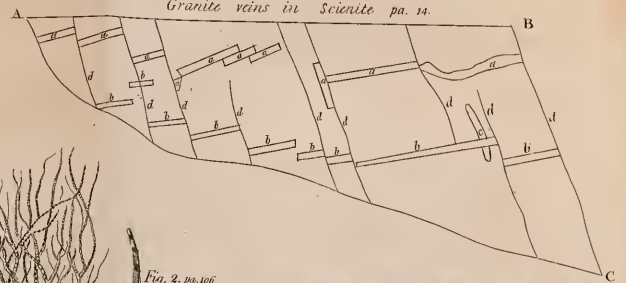 Granite veins in Scienite pa. 14.
A
B
a a a a a a a a a
d d d d d d d d
b b b b b b b b b
c
C
Fig. 2. pa. 106